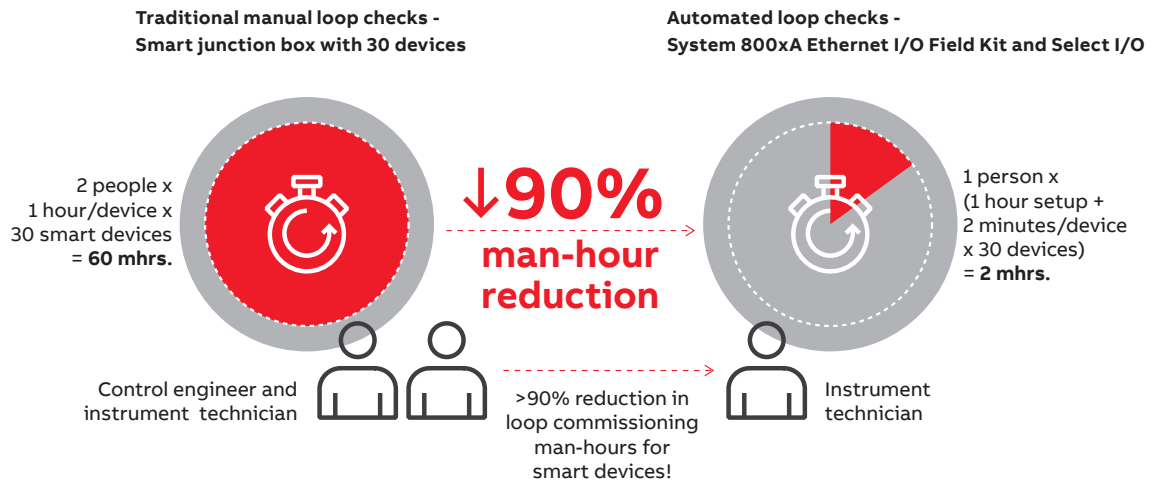 Traditional manual loop checks -
Smart junction box with 30 devices
Automated loop checks -
System 800xA Ethernet I/O Field Kit and Select I/O
2 people x
1 hour/device x
30 smart devices
= 60 mhrs.
↓90%
man-hour
reduction
1 person x
(1 hour setup +
2 minutes/device
x 30 devices)
= 2 mhrs.
Control engineer and
instrument technician
>90% reduction in
loop commissioning
man-hours for
smart devices!
Instrument
technician